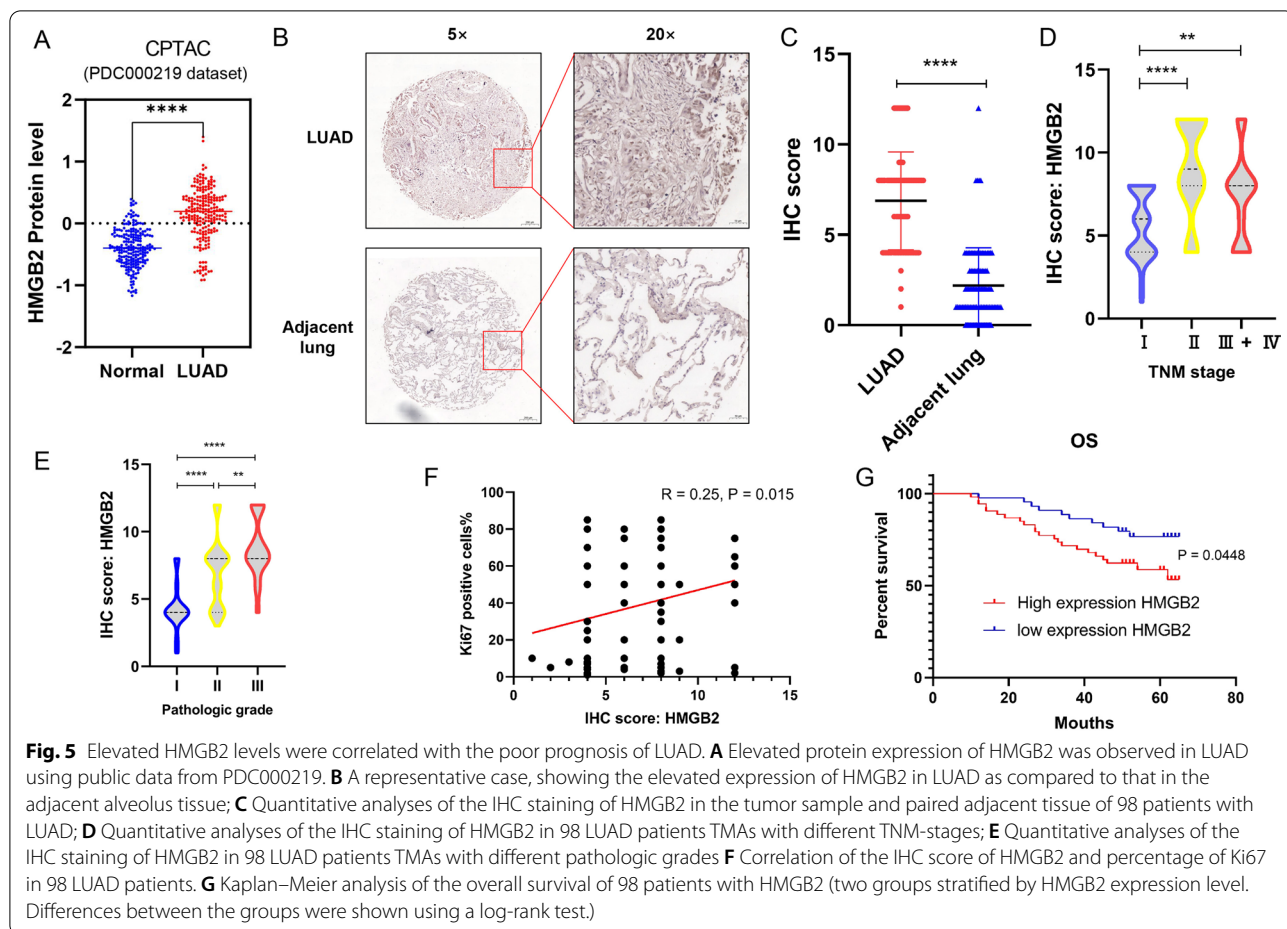 A
CPTAC
(PDC000219 dataset)
****
HMGB2 Protein level
2
1
0
-1
-2
Normal LUAD
B
5×
20×
LUAD
Adjacent
lung
C
****
IHC score
15
10
5
0
LUAD
Adjacent lung
D
**
****
IHC score: HMGB2
15
10
5
0
I II III + IV
TNM stage
E
****
**** **
IHC score: HMGB2
15
10
5
0
I II III
Pathologic grade
F
R = 0.25, P = 0.015
Ki67 positive cells%
100
80
60
40
20
0
0 5 10 15
IHC score: HMGB2
OS
G
Percent survival
100
50
0
P = 0.0448
High expression HMGB2
low expression HMGB2
0 20 40 60 80
Mouths
Fig. 5 Elevated HMGB2 levels were correlated with the poor prognosis of LUAD. A Elevated protein expression of HMGB2 was observed in LUAD
using public data from PDC000219. B A representative case, showing the elevated expression of HMGB2 in LUAD as compared to that in the
adjacent alveolus tissue; C Quantitative analyses of the IHC staining of HMGB2 in the tumor sample and paired adjacent tissue of 98 patients with
LUAD; D Quantitative analyses of the IHC staining of HMGB2 in 98 LUAD patients TMAs with different TNM-stages; E Quantitative analyses of the
IHC staining of HMGB2 in 98 LUAD patients TMAs with different pathologic grades F Correlation of the IHC score of HMGB2 and percentage of Ki67
in 98 LUAD patients. G Kaplan–Meier analysis of the overall survival of 98 patients with HMGB2 (two groups stratified by HMGB2 expression level.
Differences between the groups were shown using a log-rank test.)